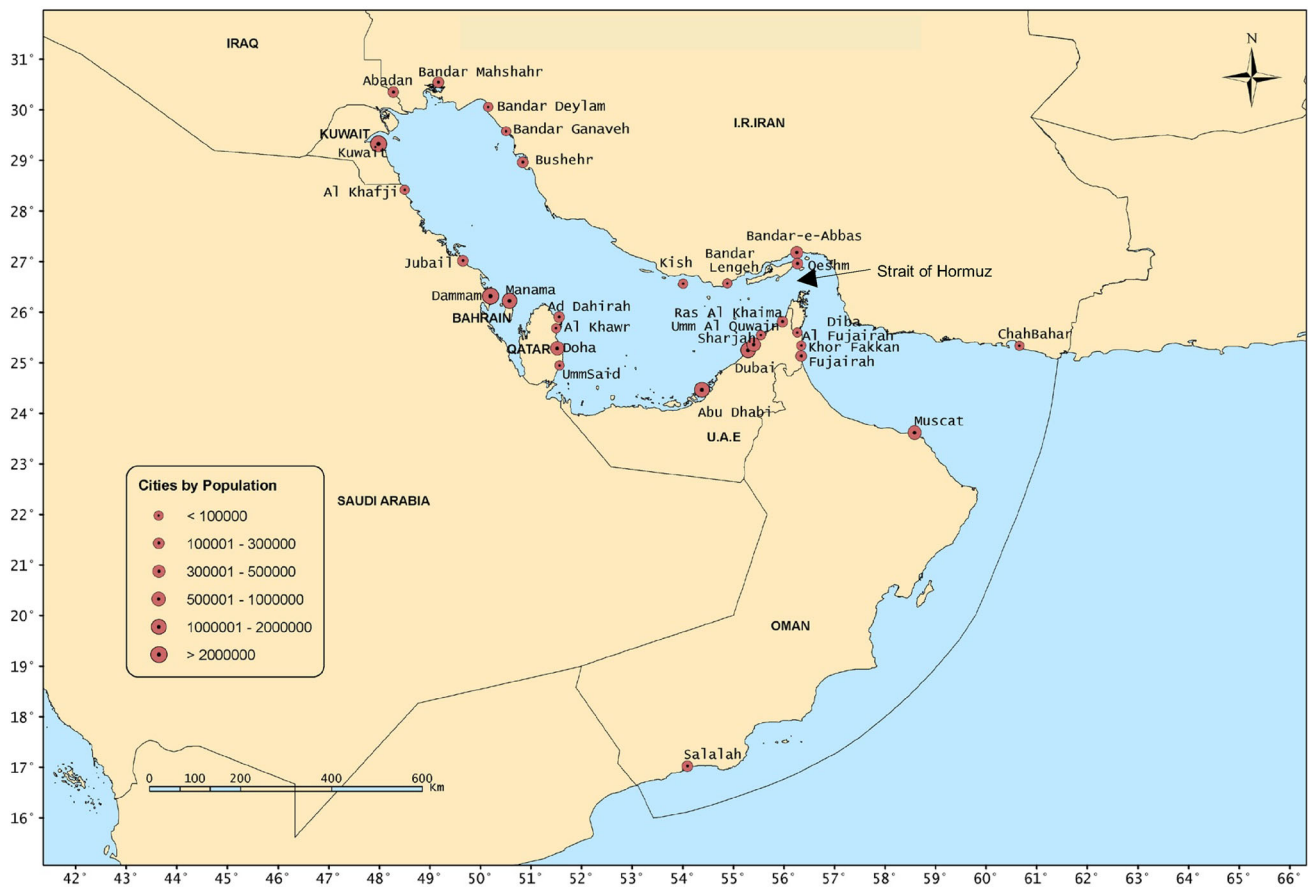 N
IRAQ
Bandar Mahshahr
Abadan
Bandar Deylam
I.R.IRAN
Bandar Ganaveh
KUWAIT
Kuwait
Bushehr
Al Khafji
Bandar-e-Abbas
Bandar
Lengeh
Kish
Qeshm
Strait of Hormuz
Jubail
Dammam
Manama
BAHRAIN
Ad Dahirah
Al Khawr
QATAR
Doha
UmmSaid
Ras Al Khaima
Umm Al Quwain
Sharjah
Dubai
Diba
Al Fujairah
Khor Fakkan
Fujairah
ChahBahar
Abu Dhabi
U.A.E
Muscat
SAUDI ARABIA
OMAN
Salalah
Cities by Population
< 100000
100001 - 300000
300001 - 500000
500001 - 1000000
1000001 - 2000000
> 2000000
0 100 200 400 600
Km
31°
30°
29°
28°
27°
26°
25°
24°
23°
22°
21°
20°
19°
18°
17°
16°
42° 43° 44° 45° 46° 47° 48° 49° 50° 51° 52° 53° 54° 55° 56° 57° 58° 59° 60° 61° 62° 63° 64° 65° 66°